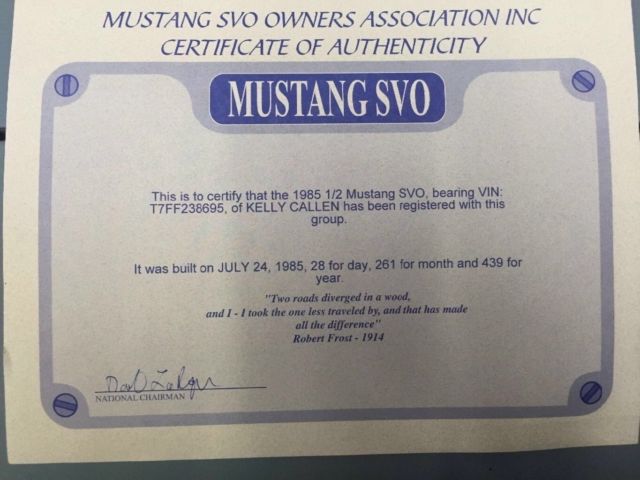 MUSTANG SVO OWNERS ASSOCIATION INC
CERTIFICATE OF AUTHENTICITY
MUSTANG SVO
This is to certify that the 1985 1/2 Mustang SVO, bearing VIN:
T7FF238695, of KELLY CALLEN has been registered with this
group.
It was built on JULY 24, 1985, 28 for day, 261 for month and 439 for
year.
"Two roads diverged in a wood,
and I - I took the one less traveled by, and that has made
all the difference"
Robert Frost - 1914
NATIONAL CHAIRMAN